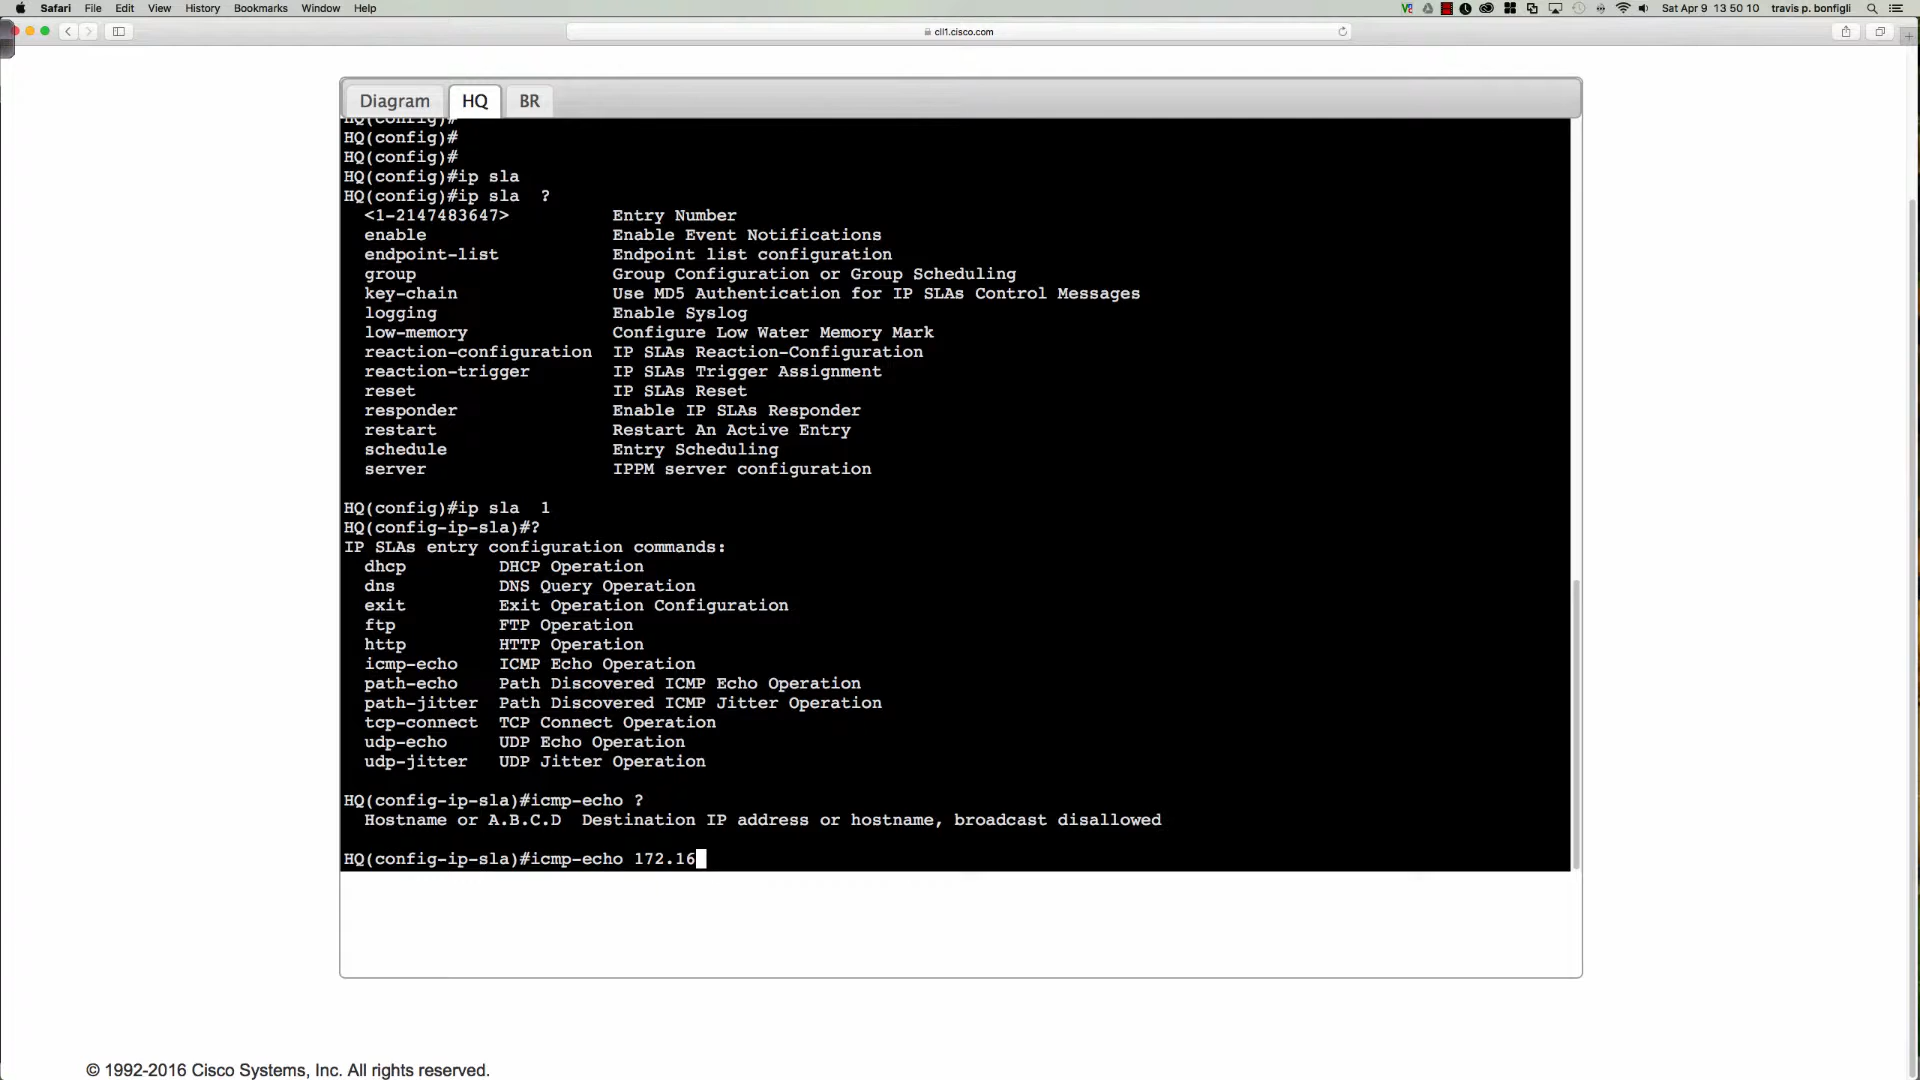 Safari File Edit View History Bookmarks Window Help
Sat Apr 9 13 50 10 travis p. bonfigli
cll1.cisco.com
Diagram HQ BR
HQ(config)#
HQ(config)#
HQ(config)#
HQ(config)#ip sla
HQ(config)#ip sla  ?
  <1-2147483647>          Entry Number
  enable                  Enable Event Notifications
  endpoint-list           Endpoint list configuration
  group                   Group Configuration or Group Scheduling
  key-chain               Use MD5 Authentication for IP SLAs Control Messages
  logging                 Enable Syslog
  low-memory              Configure Low Water Memory Mark
  reaction-configuration  IP SLAs Reaction-Configuration
  reaction-trigger        IP SLAs Trigger Assignment
  reset                   IP SLAs Reset
  responder               Enable IP SLAs Responder
  restart                 Restart An Active Entry
  schedule                Entry Scheduling
  server                  IPPM server configuration
HQ(config)#ip sla  1
HQ(config-ip-sla)#?
IP SLAs entry configuration commands:
  dhcp         DHCP Operation
  dns          DNS Query Operation
  exit         Exit Operation Configuration
  ftp          FTP Operation
  http         HTTP Operation
  icmp-echo    ICMP Echo Operation
  path-echo    Path Discovered ICMP Echo Operation
  path-jitter  Path Discovered ICMP Jitter Operation
  tcp-connect  TCP Connect Operation
  udp-echo     UDP Echo Operation
  udp-jitter   UDP Jitter Operation
HQ(config-ip-sla)#icmp-echo ?
  Hostname or A.B.C.D  Destination IP address or hostname, broadcast disallowed
HQ(config-ip-sla)#icmp-echo 172.16
© 1992-2016 Cisco Systems, Inc. All rights reserved.